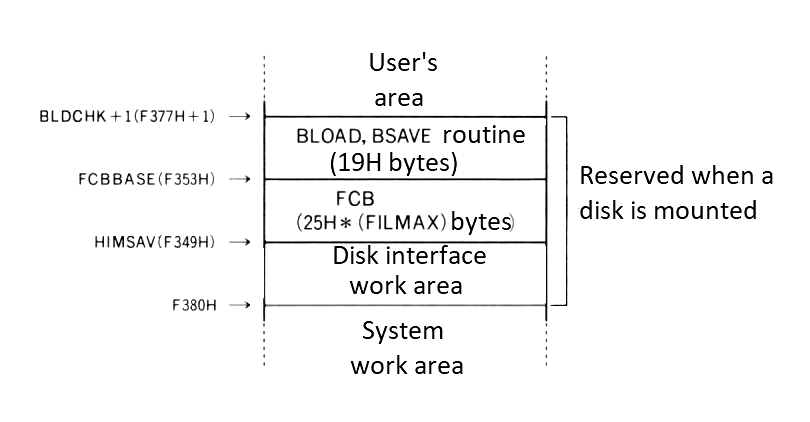 User's
area
BLDCHK+1(F377H+1)
BLOAD, BSAVE routine
(19H bytes)
FCBBASE(F353H)
FCB
(25H*(FILMAX) bytes)
HIMSAV(F349H)
Disk interface
work area
F380H
System
work area
Reserved when a
disk is mounted